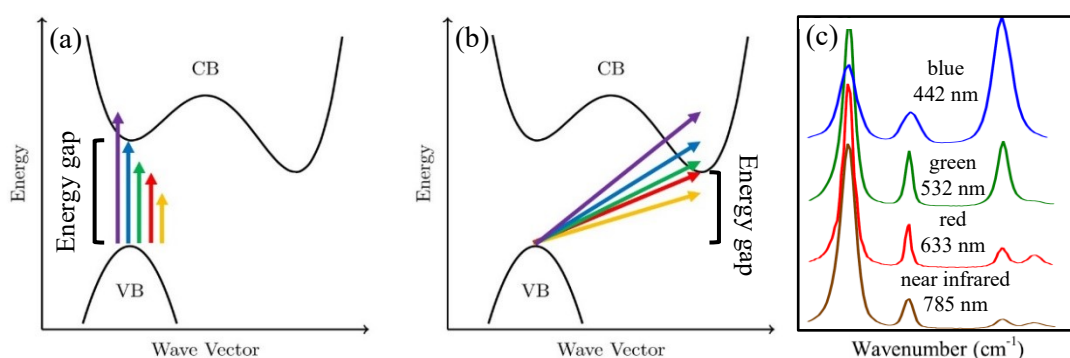 (a)
CB
Energy
Energy gap
VB
Wave Vector
(b)
CB
Energy
Energy gap
VB
Wave Vector
(c)
blue
442 nm
green
532 nm
red
633 nm
near infrared
785 nm
Wavenumber (cm⁻¹)